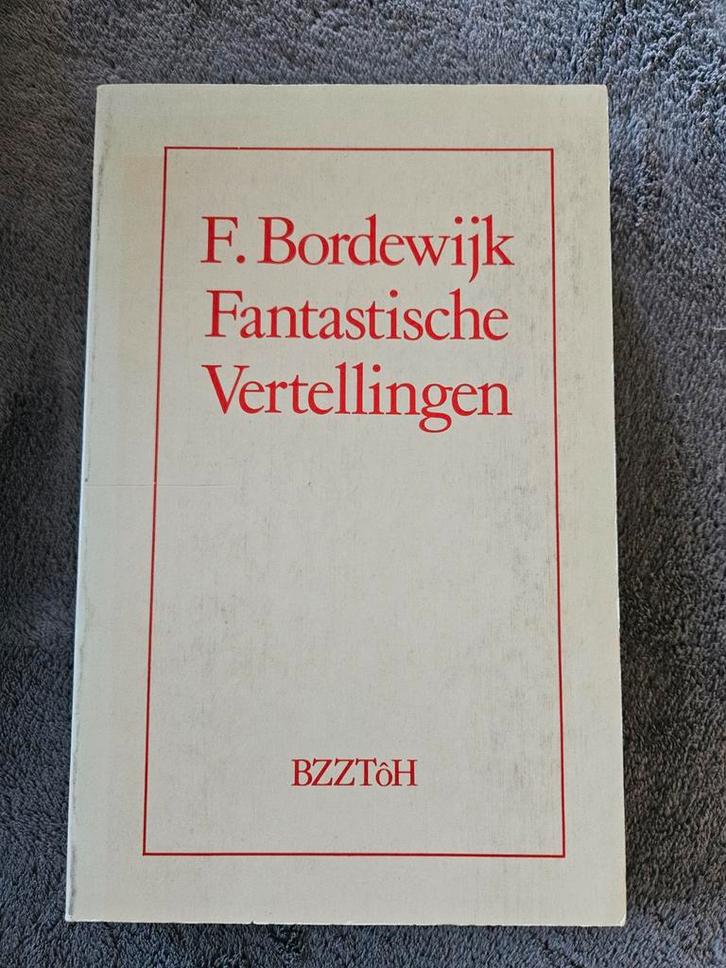 F. Bordewijk
Fantastische
Vertellingen
BZZTôH